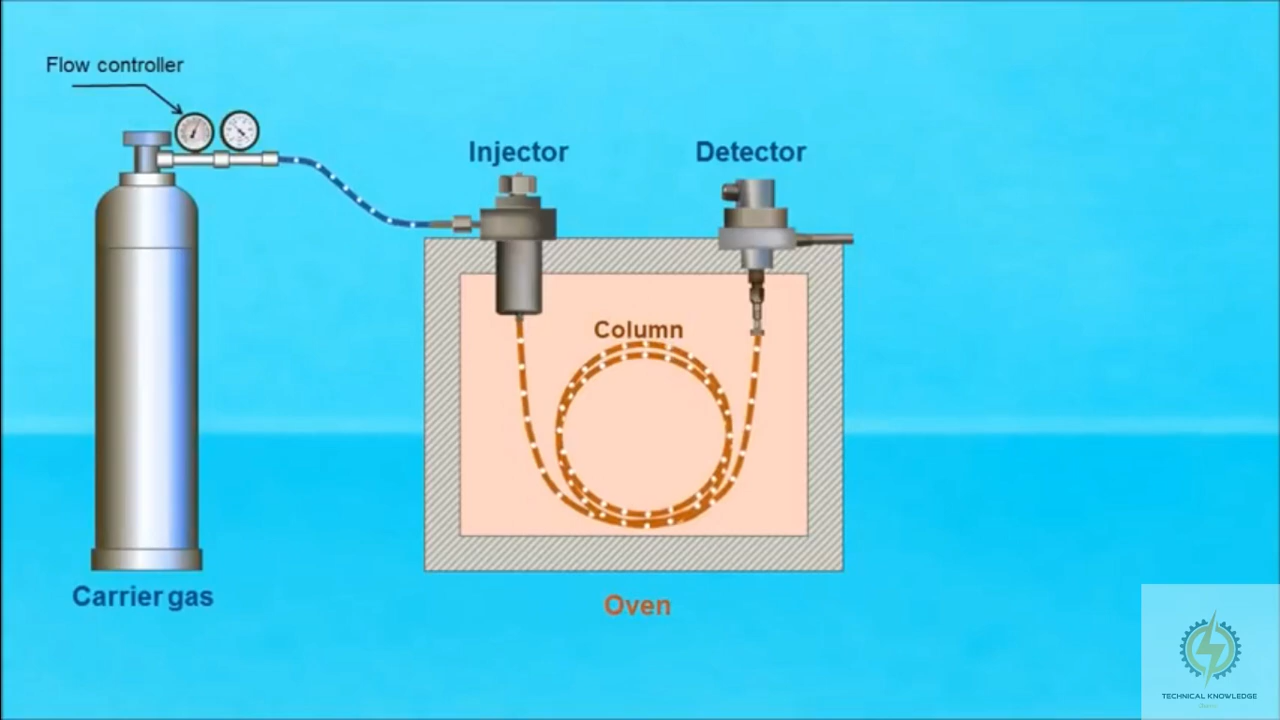 Flow controller
Injector
Detector
Column
Carrier gas
Oven
TECHNICAL KNOWLEDGE